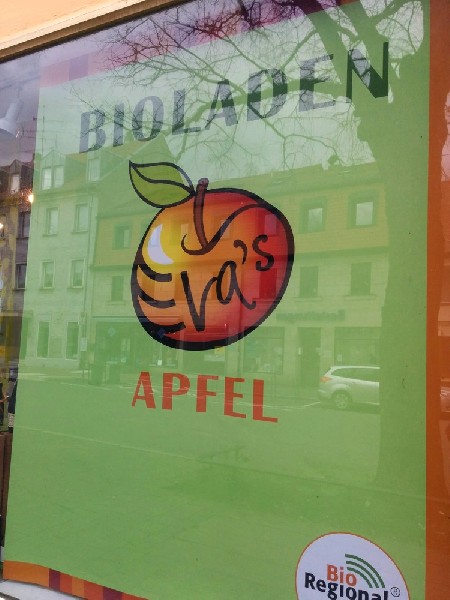 BIOLADEN
Eva's
APFEL
Bio
Regional®